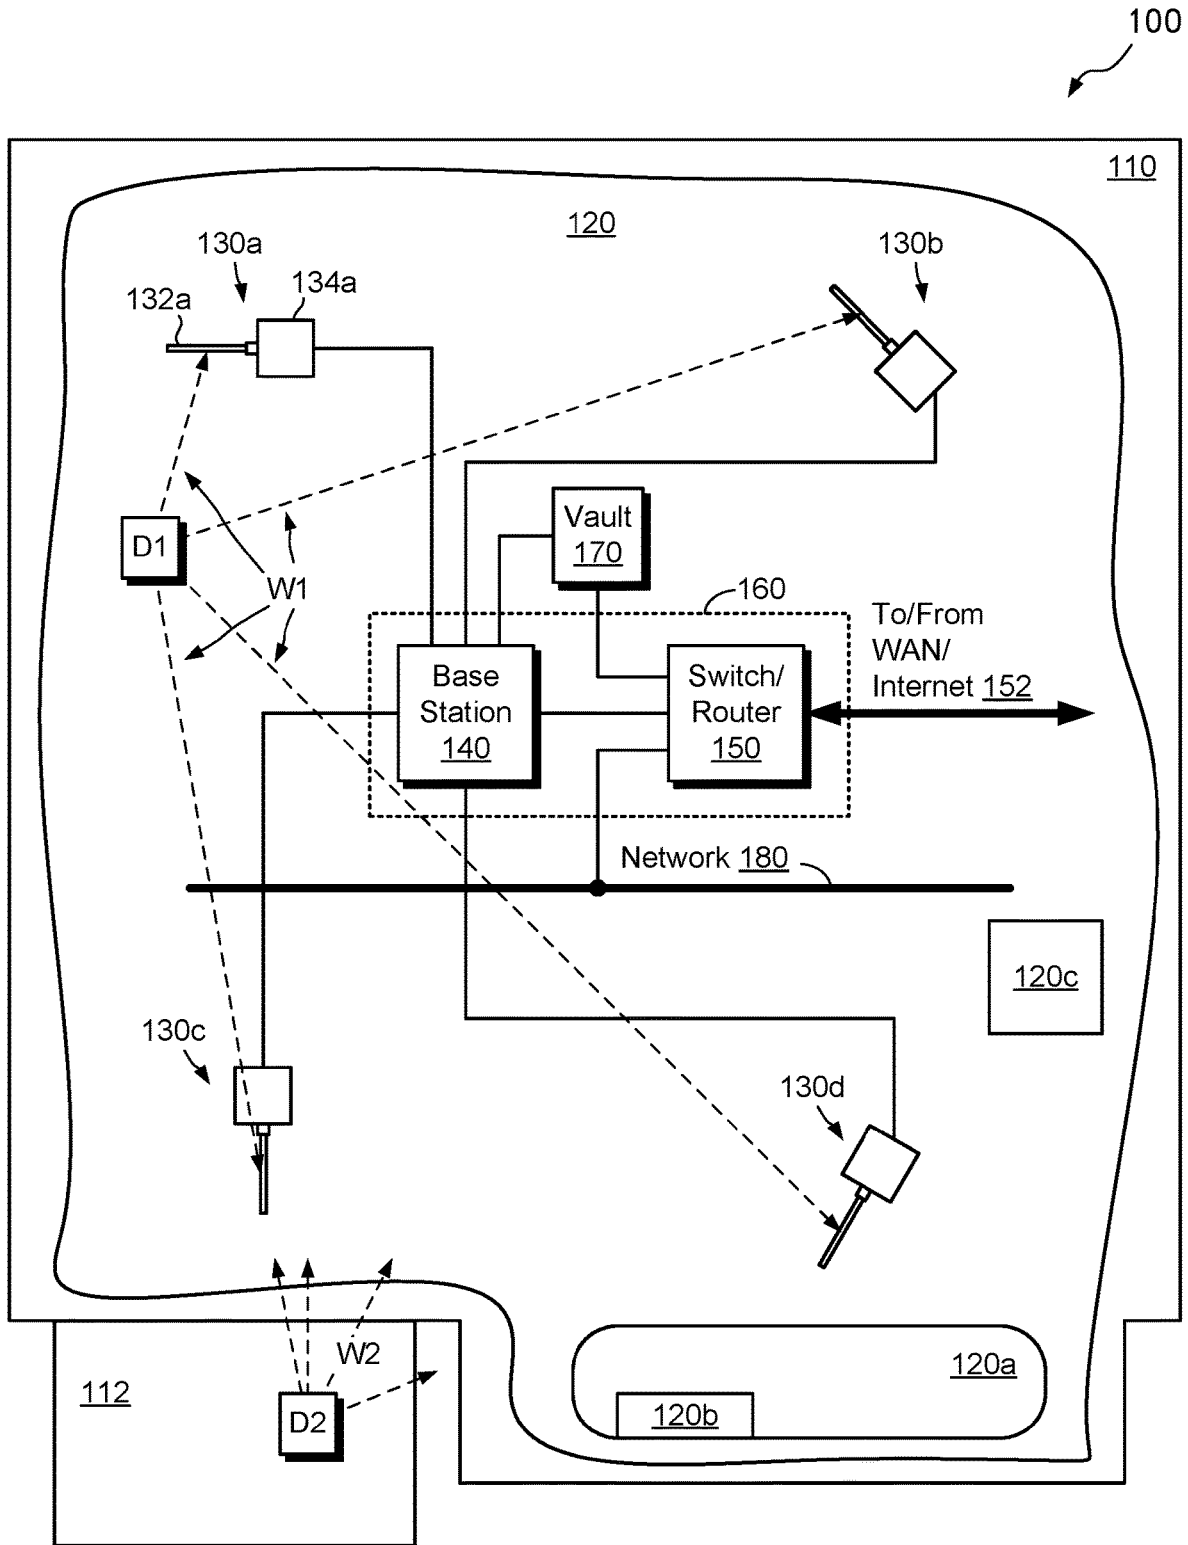 100
110
120
130a
130b
134a
132a
Vault
170
D1
W1
160
To/From
WAN/
Internet 152
Base
Station
140
Switch/
Router
150
Network 180
120c
130c
130d
W2
120a
112
120b
D2